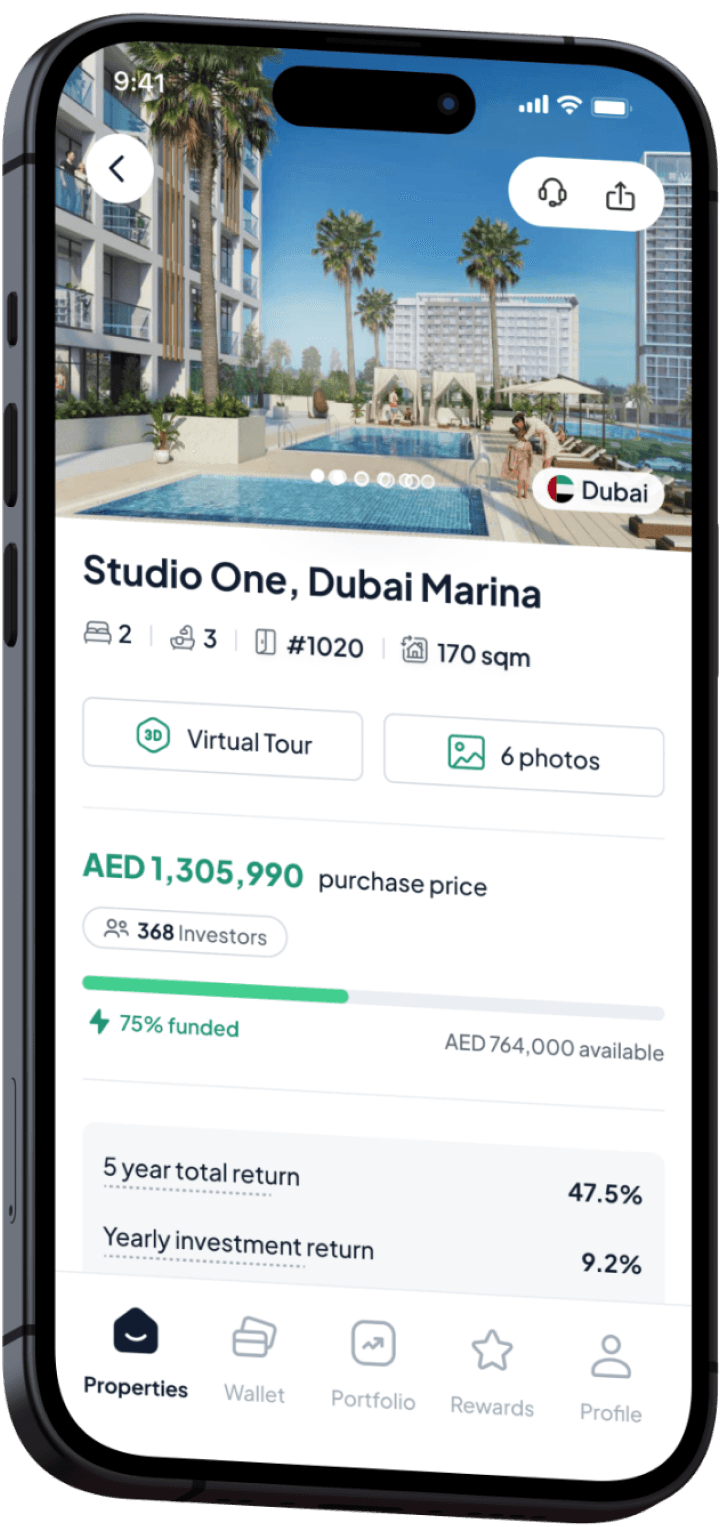 9:41
Dubai
Studio One, Dubai Marina
2 3 #1020 170 sqm
3D Virtual Tour 6 photos
AED 1,305,990 purchase price
368 Investors
75% funded AED 764,000 available
5 year total return 47.5%
Yearly investment return 9.2%
Properties Wallet Portfolio Rewards Profile